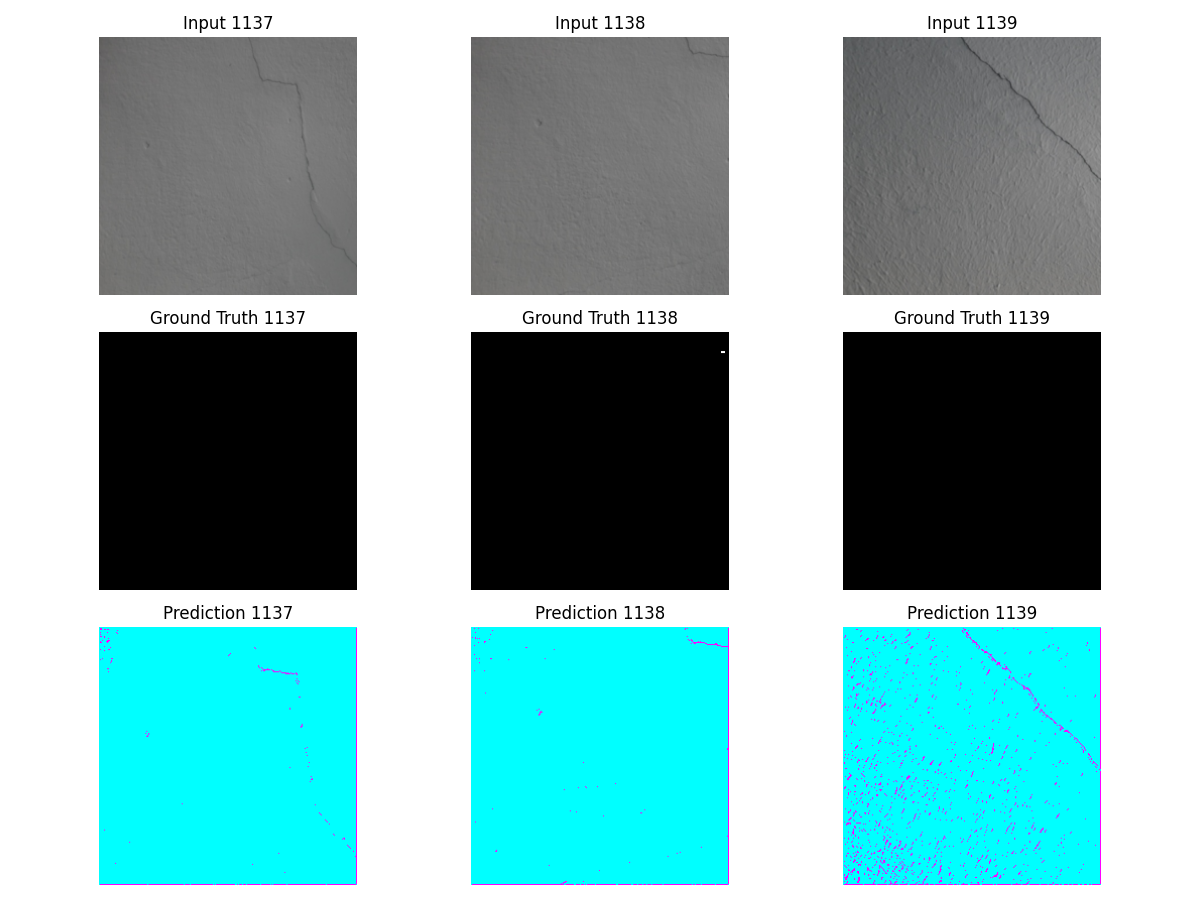 Input 1137
Input 1138
Input 1139
Ground Truth 1137
Ground Truth 1138
Ground Truth 1139
Prediction 1137
Prediction 1138
Prediction 1139